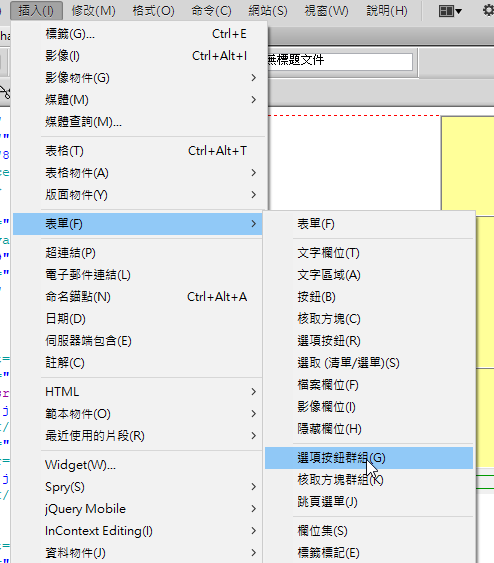 插入(I) 修改(M) 格式(O) 命令(C) 網站(S) 視窗(W) 說明(H)
標籤(G)... Ctrl+E
影像(I) Ctrl+Alt+I
影像物件(G)
媒體(M)
媒體查詢(M)...
表格(T) Ctrl+Alt+T
表格物件(A)
版面物件(Y)
表單(F)
超連結(P)
電子郵件連結(L)
命名錨點(N) Ctrl+Alt+A
日期(D)
伺服器端包含(E)
註解(C)
HTML
範本物件(O)
最近使用的片段(R)
Widget(W)...
Spry(S)
jQuery Mobile
InContext Editing(I)
資料物件(J)
無標題文件
表單(F)
文字欄位(T)
文字區域(A)
按鈕(B)
核取方塊(C)
選項按鈕(R)
選取 (清單/選單)(S)
檔案欄位(F)
影像欄位(I)
隱藏欄位(H)
選項按鈕群組(G)
核取方塊群組(K)
跳頁選單(J)
欄位集(S)
標籤標記(E)